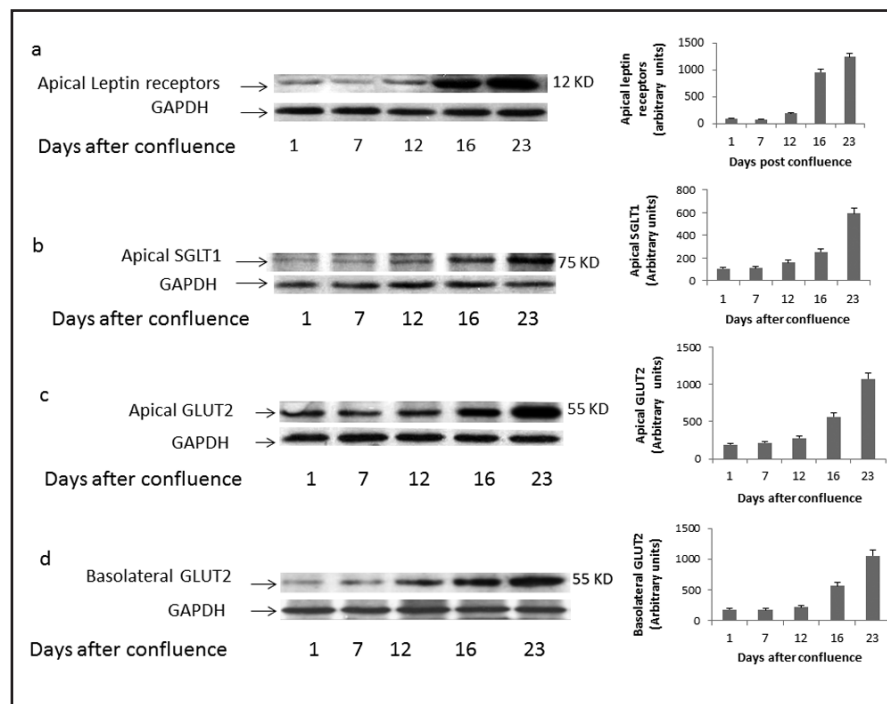 a
Apical Leptin receptors
12 KD
GAPDH
Days after confluence 1 7 12 16 23
Apical leptin
receptors
(arbitrary units)
1500
1000
500
0
1 7 12 16 23
Days post confluence
b
Apical SGLT1
75 KD
GAPDH
Days after confluence 1 7 12 16 23
Apical SGLT1
(Arbitrary units)
800
600
400
200
0
1 7 12 16 23
Days after confluence
c
Apical GLUT2
55 KD
GAPDH
Days after confluence 1 7 12 16 23
Apical GLUT2
(Arbitrary units)
1500
1000
500
0
1 7 12 16 23
Days after confluence
d
Basolateral GLUT2
55 KD
GAPDH
Days after confluence 1 7 12 16 23
Basolateral GLUT2
(Arbitrary units)
1500
1000
500
0
1 7 12 16 23
Days after confluence